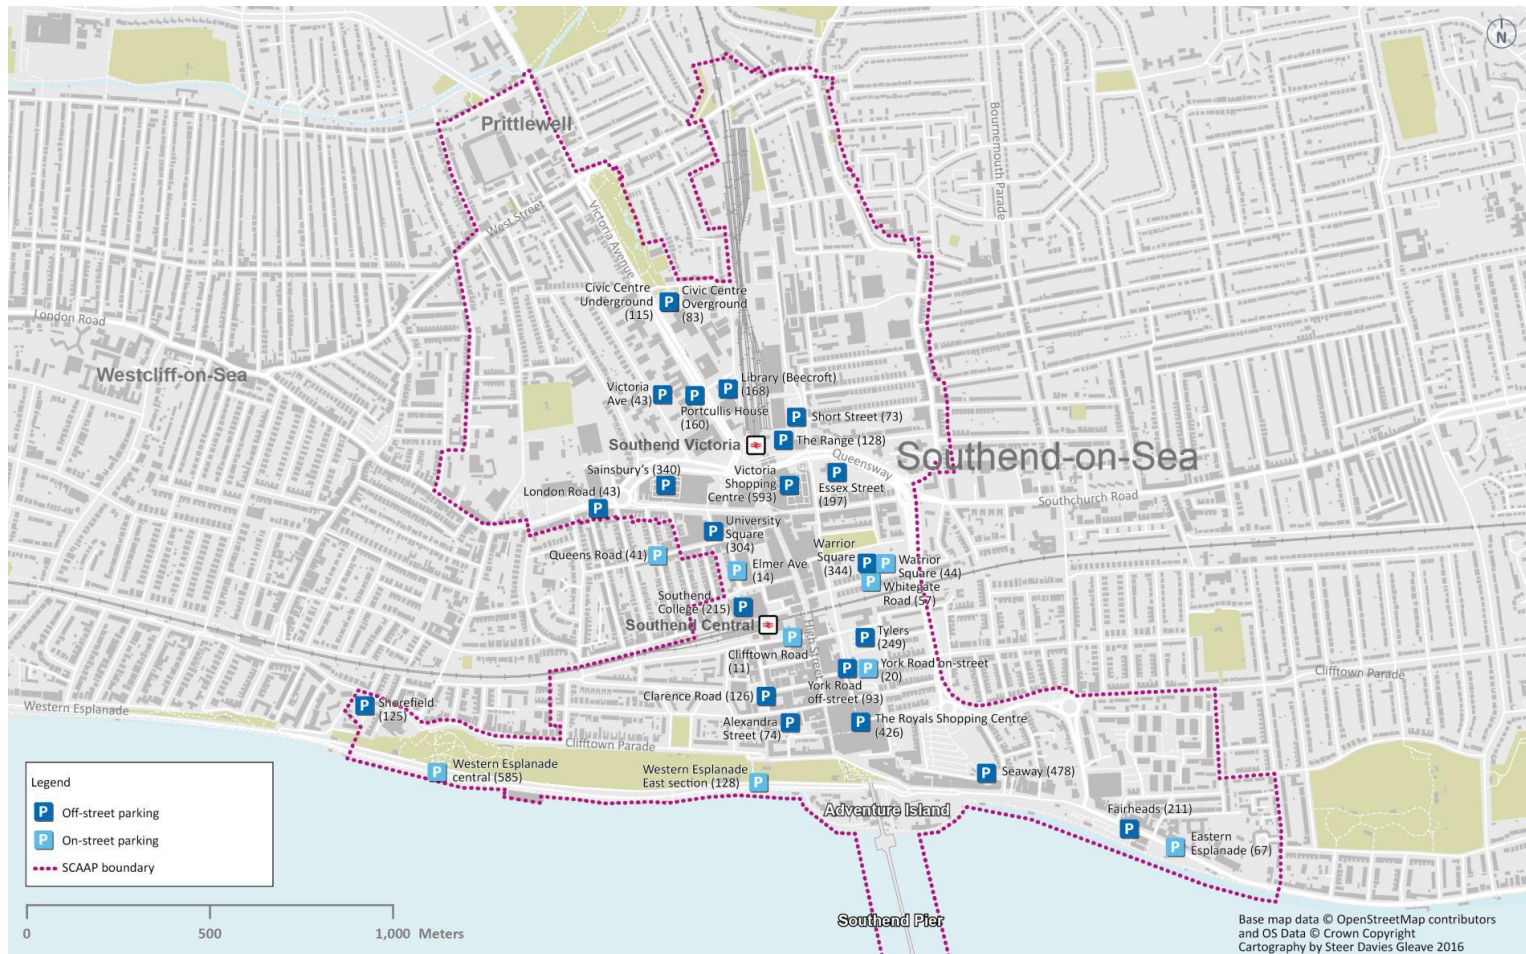 N
Prittlewell
Bournemouth Parade
West Street
Victoria Avenue
Civic Centre
Underground
(115)
Civic Centre
Overground
(83)
London Road
Westcliff-on-Sea
Victoria
Ave (43)
Library (Beecroft)
(168)
Portcullis House
(160)
Short Street (73)
Southend Victoria
The Range (128)
Queensway
Southend-on-Sea
Sainsbury's (340)
Victoria
Shopping
Centre (593)
Essex Street
(197)
London Road (43)
Southchurch Road
University
Square
(304)
Queens Road (41)
Elmer Ave
(14)
Warrior
Square
(344)
Warrior
Square (44)
Whitegate
Road (57)
Southend
College (215)
Southend Central
High Street
Clifftown Road
(11)
Tylers
(249)
York Road on-street
(20)
York Road
off-street (93)
Clifftown Parade
Clarence Road (126)
Western Esplanade
Shorefield
(125)
Alexandra
Street (74)
The Royals Shopping Centre
(426)
Clifftown Parade
Western Esplanade
central (585)
Western Esplanade
East section (128)
Seaway (478)
Adventure Island
Fairheads (211)
Eastern
Esplanade (67)
Southend Pier
Legend
P Off-street parking
P On-street parking
SCAAP boundary
0 500 1,000 Meters
Base map data © OpenStreetMap contributors
and OS Data © Crown Copyright
Cartography by Steer Davies Gleave 2016